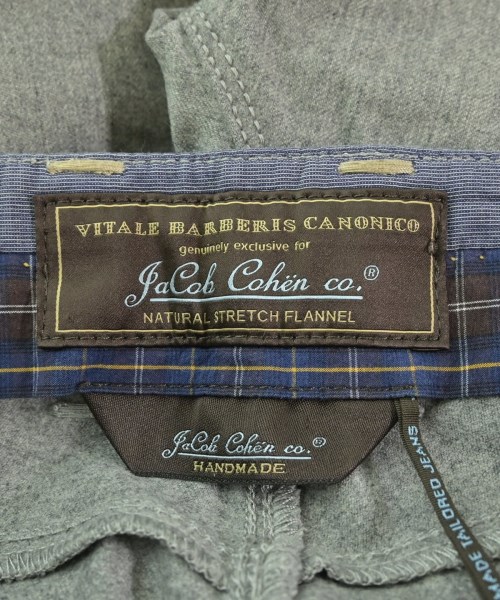 VITALE BARBERIS CANONICO
genuinely exclusive for
JaCob Cohën co.®
NATURAL STRETCH FLANNEL
JaCob Cohën co.®
HANDMADE
MADE TAILORED JEANS